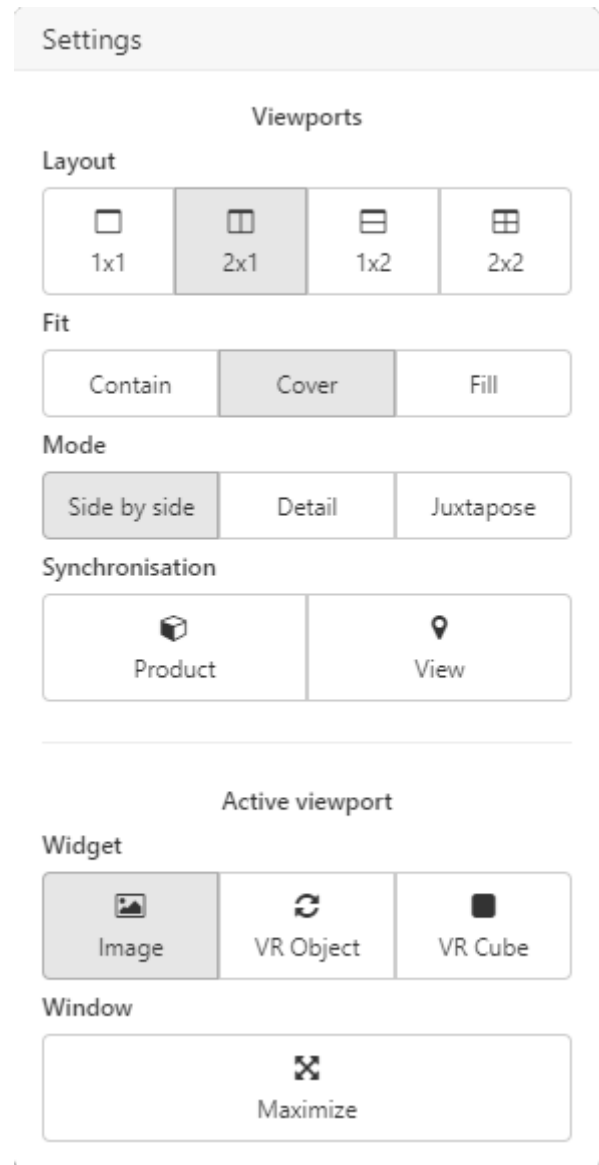 Settings
Viewports
Layout
1x1 2x1 1x2 2x2
Fit
Contain Cover Fill
Mode
Side by side Detail Juxtapose
Synchronisation
Product View
Active viewport
Widget
Image VR Object VR Cube
Window
Maximize